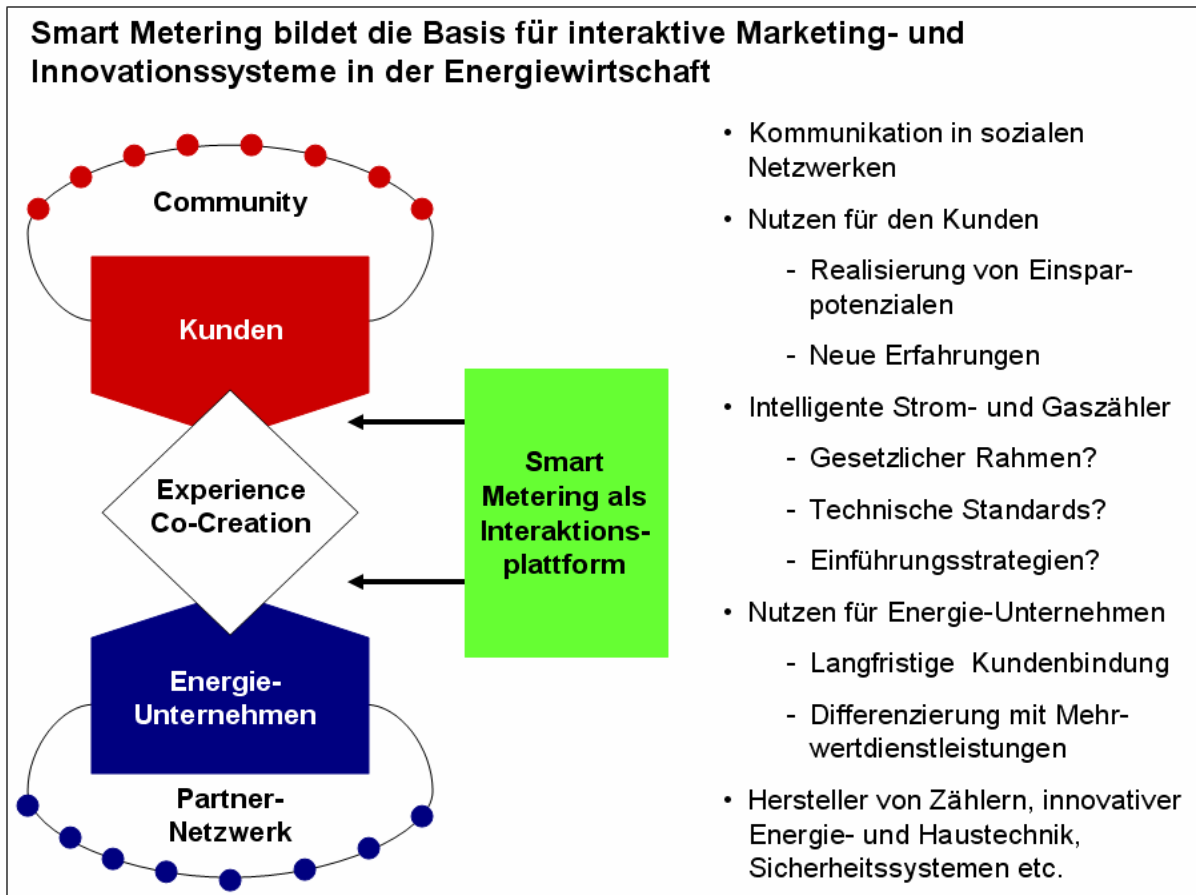 Smart Metering bildet die Basis für interaktive Marketing- und
Innovationssysteme in der Energiewirtschaft
Community
Kunden
Experience
Co-Creation
Energie-
Unternehmen
Partner-
Netzwerk
Smart
Metering als
Interaktions-
plattform
• Kommunikation in sozialen
Netzwerken
• Nutzen für den Kunden
- Realisierung von Einspar-
potenzialen
- Neue Erfahrungen
• Intelligente Strom- und Gaszähler
- Gesetzlicher Rahmen?
- Technische Standards?
- Einführungsstrategien?
• Nutzen für Energie-Unternehmen
- Langfristige Kundenbindung
- Differenzierung mit Mehr-
wertdienstleistungen
• Hersteller von Zählern, innovativer
Energie- und Haustechnik,
Sicherheitssystemen etc.